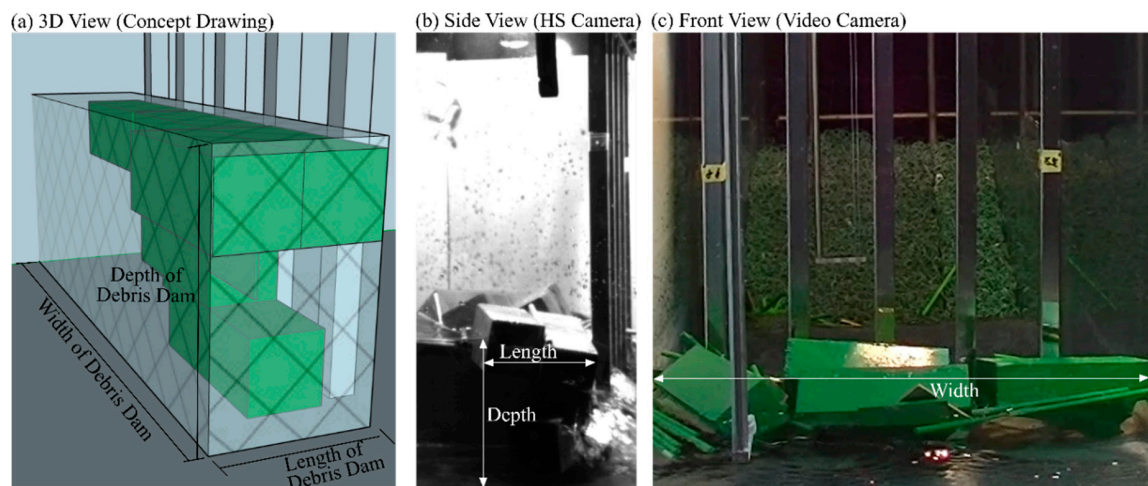 (a) 3D View (Concept Drawing)
(b) Side View (HS Camera)
(c) Front View (Video Camera)
Depth of
Debris Dam
Width of Debris Dam
Length of
Debris Dam
Length
Depth
Width